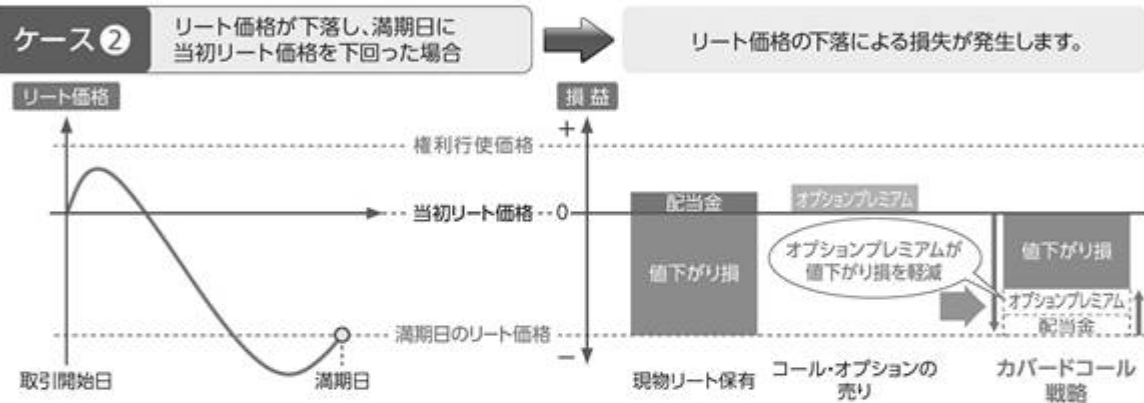 ケース❷
リート価格が下落し、満期日に
当初リート価格を下回った場合
リート価格の下落による損失が発生します。
リート価格
損益
+
権利行使価格
当初リート価格
0
満期日のリート価格
−
取引開始日
満期日
配当金
値下がり損
オプションプレミアム
オプションプレミアムが
値下がり損を軽減
値下がり損
オプションプレミアム
配当金
現物リート保有
コール・オプションの
売り
カバードコール
戦略